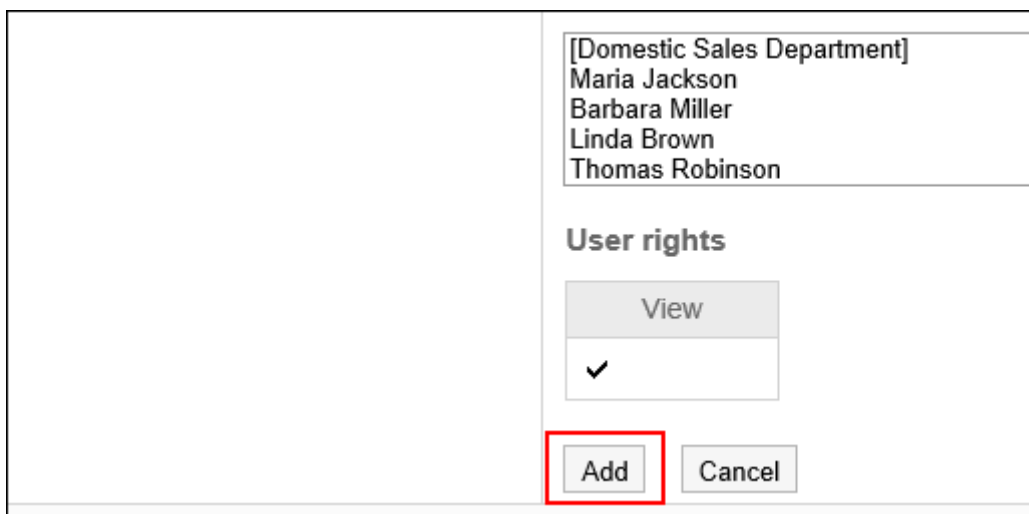 [Domestic Sales Department]
Maria Jackson
Barbara Miller
Linda Brown
Thomas Robinson
User rights
View
Add Cancel